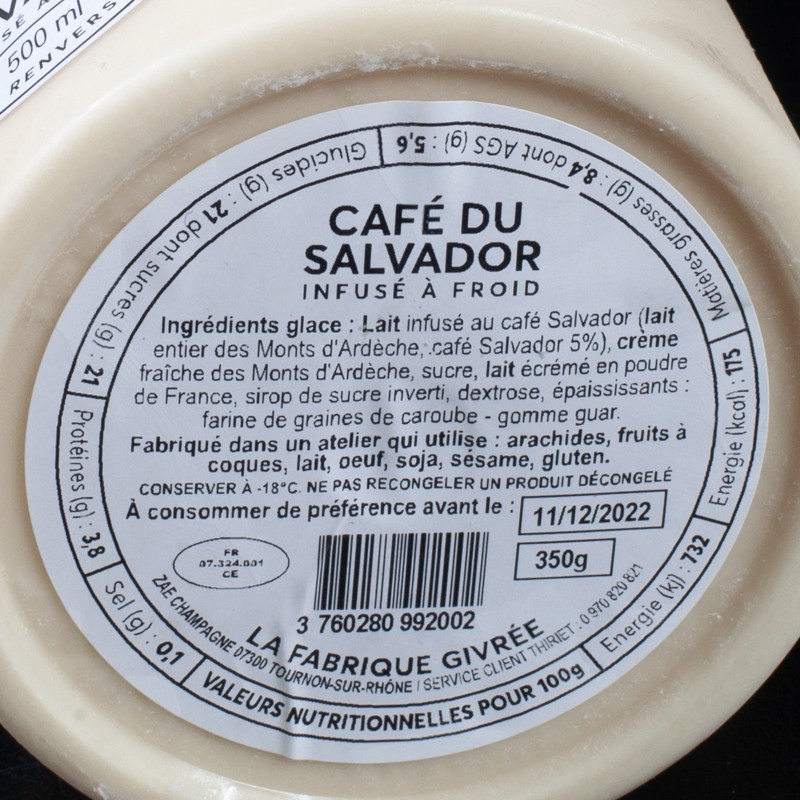 500 ml
CAFÉ DU
SALVADOR
INFUSÉ À FROID
Ingrédients glace : Lait infusé au café Salvador (lait
entier des Monts d'Ardèche, café Salvador 5%), crème
fraîche des Monts d'Ardèche, sucre, lait écrémé en poudre
de France, sirop de sucre inverti, dextrose, épaississants :
farine de graines de caroube - gomme guar.
Fabriqué dans un atelier qui utilise : arachides, fruits à
coques, lait, oeuf, soja, sésame, gluten.
CONSERVER À -18°C. NE PAS RECONGELER UN PRODUIT DÉCONGELÉ
À consommer de préférence avant le : 11/12/2022
350g
FR
07.324.001
CE
3 760280 992002
LA FABRIQUE GIVRÉE
ZAE CHAMPAGNE 07300 TOURNON-SUR-RHÔNE / SERVICE CLIENT THIRIET : 0 970 820 821
VALEURS NUTRITIONNELLES POUR 100g
Energie (kj) : 732
Energie (kcal) : 175
Matières grasses (g) : 8,4 dont AGS (g) : 5,6
Glucides (g) : 21 dont sucres (g) : 21
Protéines (g) : 3,8
Sel (g) : 0,1